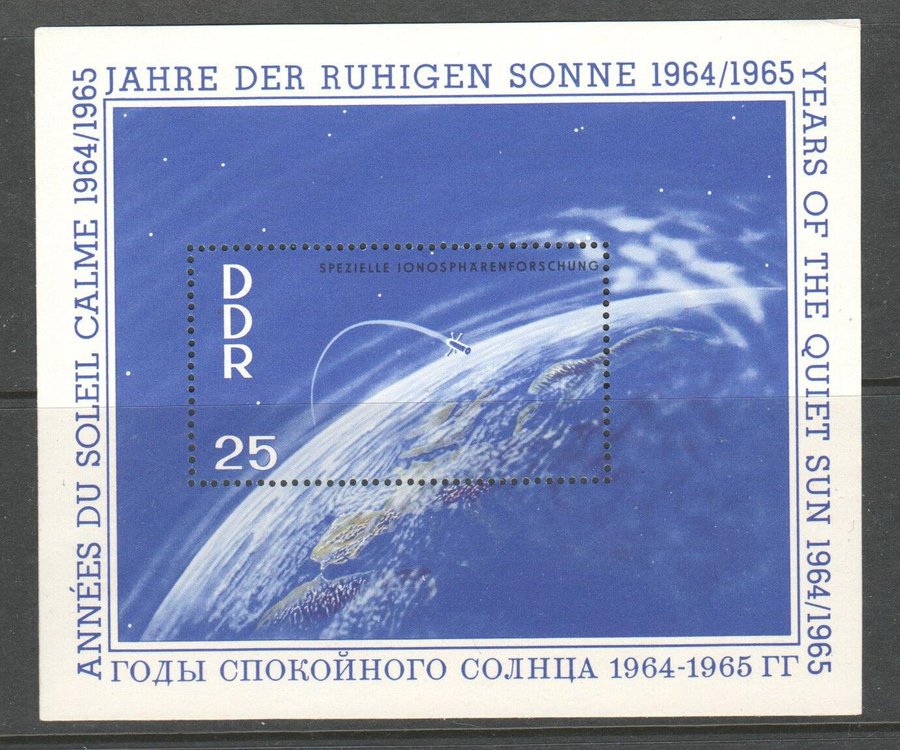 JAHRE DER RUHIGEN SONNE 1964/1965
YEARS OF THE QUIET SUN 1964/1965
ANNÉES DU SOLEIL CALME 1964/1965
SPEZIELLE IONOSPHÄRENFORSCHUNG
D
D
R
25
ГОДЫ СПОКОЙНОГО СОЛНЦА 1964-1965 ГГ